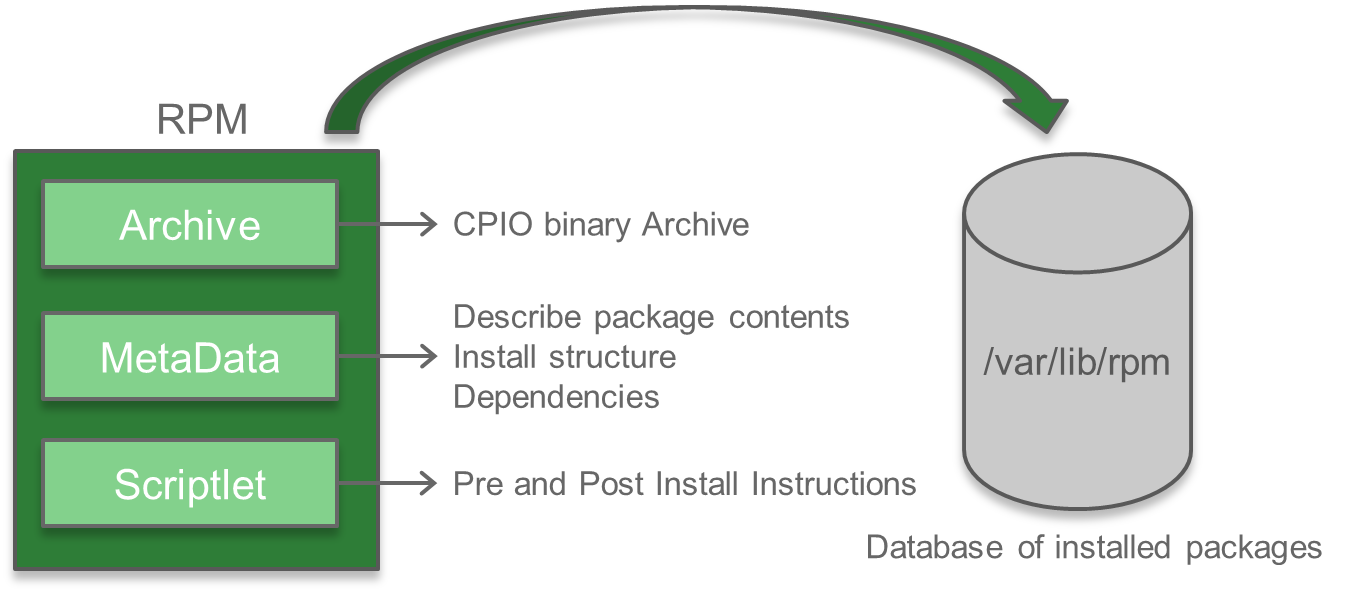 RPM
Archive
CPIO binary Archive
MetaData
Describe package contents
Install structure
Dependencies
Scriptlet
Pre and Post Install Instructions
/var/lib/rpm
Database of installed packages